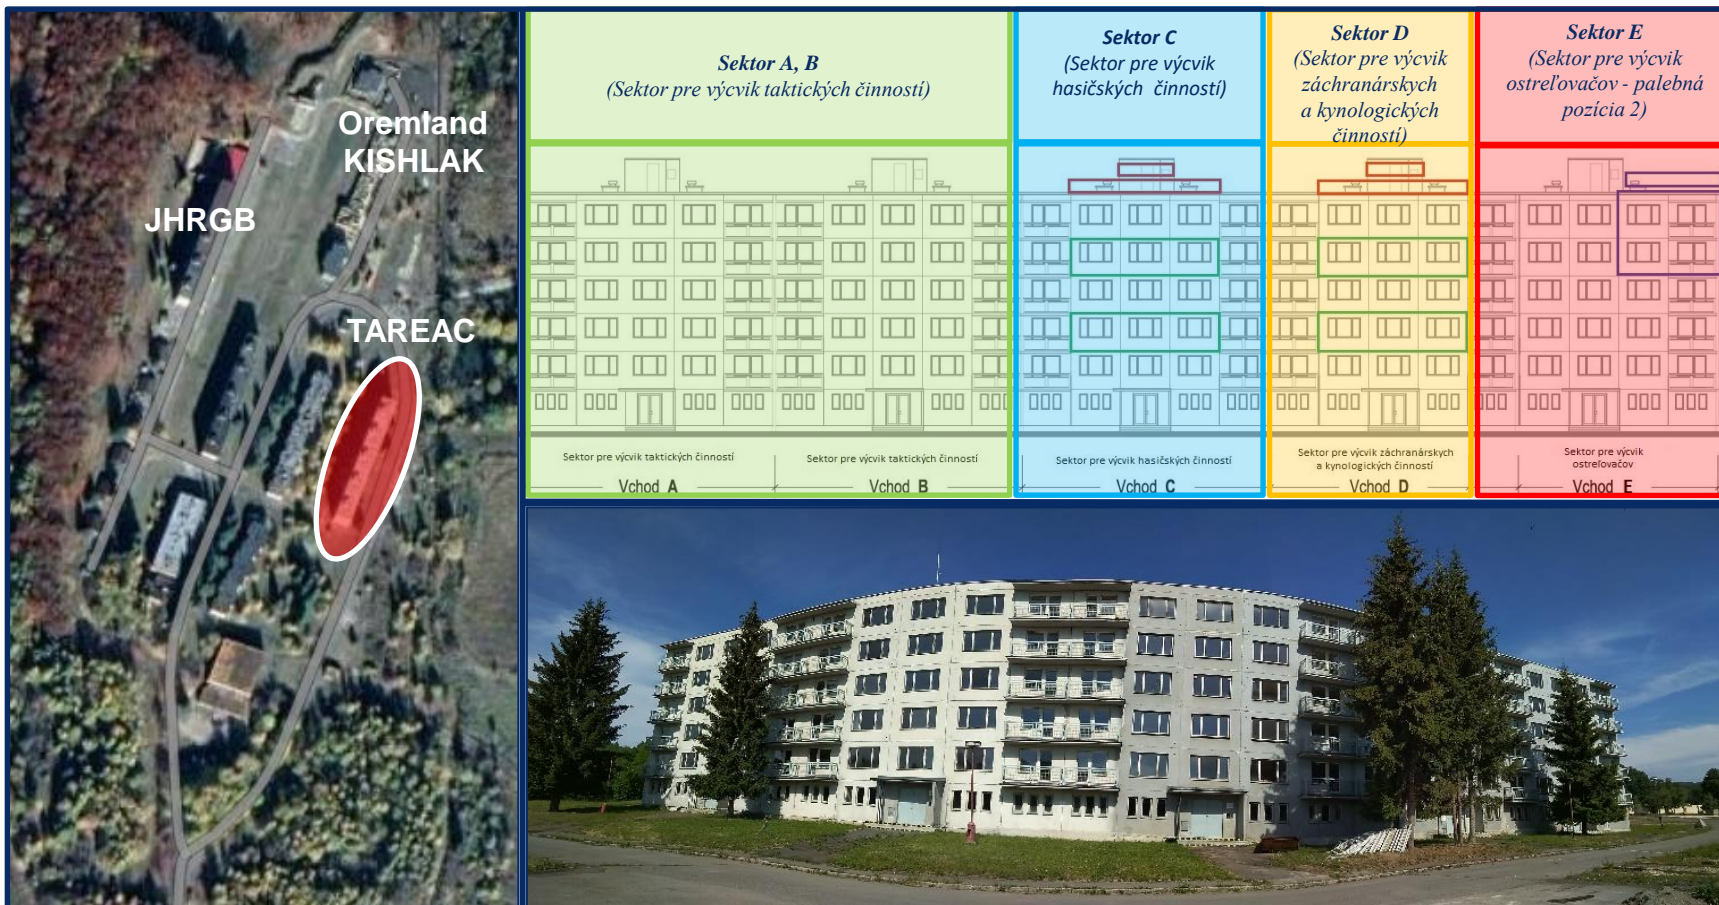 Oremland
KISHLAK
JHRGB
TAREAC
Sektor A, B
(Sektor pre výcvik taktických činností)
Sektor C
(Sektor pre výcvik
hasičských činností)
Sektor D
(Sektor pre výcvik
záchranárskych
a kynologických
činností)
Sektor E
(Sektor pre výcvik
ostreľovačov - palebná
pozícia 2)
Sektor pre výcvik taktických činností
Vchod A
Sektor pre výcvik taktických činností
Vchod B
Sektor pre výcvik hasičských činností
Vchod C
Sektor pre výcvik záchranárskych
a kynologických činností
Vchod D
Sektor pre výcvik
ostreľovačov
Vchod E